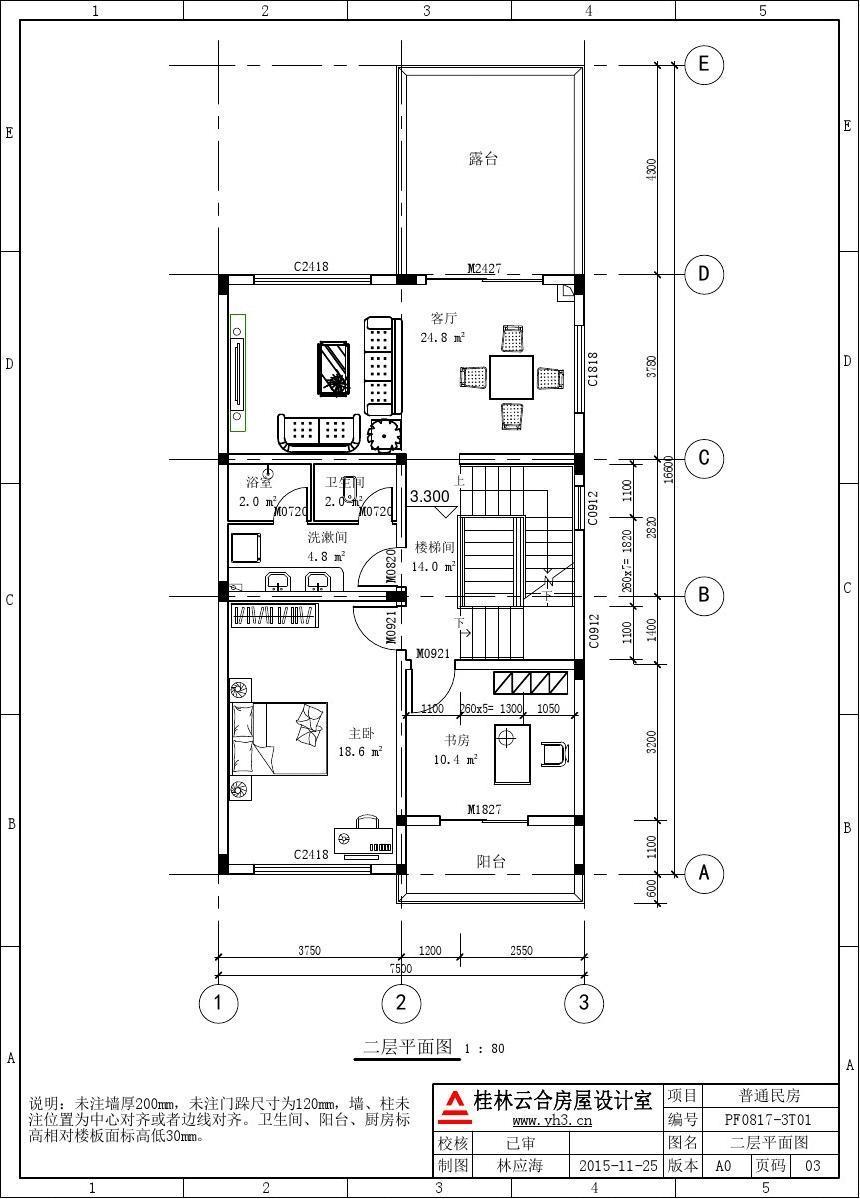 1 2 3 4 5
E
E
E
露台
4300
C2418
M2427
D
客厅
24.8 m²
D
D
C1818
3780
C
16600
浴室
2.0 m²
卫生间
2.0 m²
上
M0720
M0720
3.300
C0912
1100
2820
洗漱间
4.8 m²
楼梯间
14.0 m²
M0820
260x7= 1820
下
B
C
C
M0921
下
C0912
1100
1400
M0921
1100
260x5= 1300
1050
主卧
18.6 m²
书房
10.4 m²
3200
M1827
B
B
C2418
阳台
1100
A
600
3750
1200
2550
7500
1
2
3
二层平面图 1 : 80
A
A
说明: 未注墙厚200mm, 未注门跺尺寸为120mm, 墙、柱未
注位置为中心对齐或者边线对齐。卫生间、阳台、厨房标
高相对楼板面标高低30mm。
桂林云合房屋设计室
www.yh3.cn
项目 普通民房
编号 PF0817-3T01
校核 已审 图名 二层平面图
制图 林应海 2015-11-25 版本 A0 页码 03
1 2 3 4 5